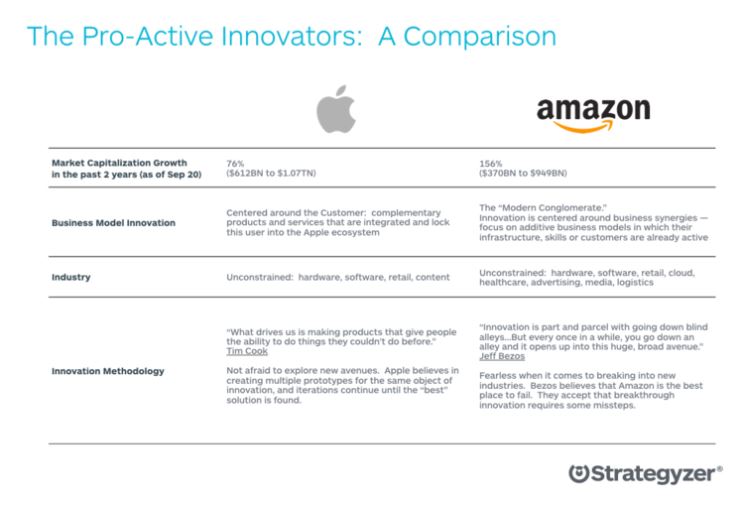 The Pro-Active Innovators: A Comparison
amazon
Market Capitalization Growth
in the past 2 years (as of Sep 20)
76%
($612BN to $1.07TN)
156%
($370BN to $949BN)
Business Model Innovation
Centered around the Customer: complementary
products and services that are integrated and lock
this user into the Apple ecosystem
The “Modern Conglomerate.”
Innovation is centered around business synergies —
focus on additive business models in which their
infrastructure, skills or customers are already active
Industry
Unconstrained: hardware, software, retail, content
Unconstrained: hardware, software, retail, cloud,
healthcare, advertising, media, logistics
Innovation Methodology
“What drives us is making products that give people
the ability to do things they couldn’t do before.”
Tim Cook
Not afraid to explore new avenues. Apple believes in
creating multiple prototypes for the same object of
innovation, and iterations continue until the “best”
solution is found.
“Innovation is part and parcel with going down blind
alleys...But every once in a while, you go down an
alley and it opens up into this huge, broad avenue.”
Jeff Bezos
Fearless when it comes to breaking into new
industries. Bezos believes that Amazon is the best
place to fail. They accept that breakthrough
innovation requires some missteps.
Strategyzer®